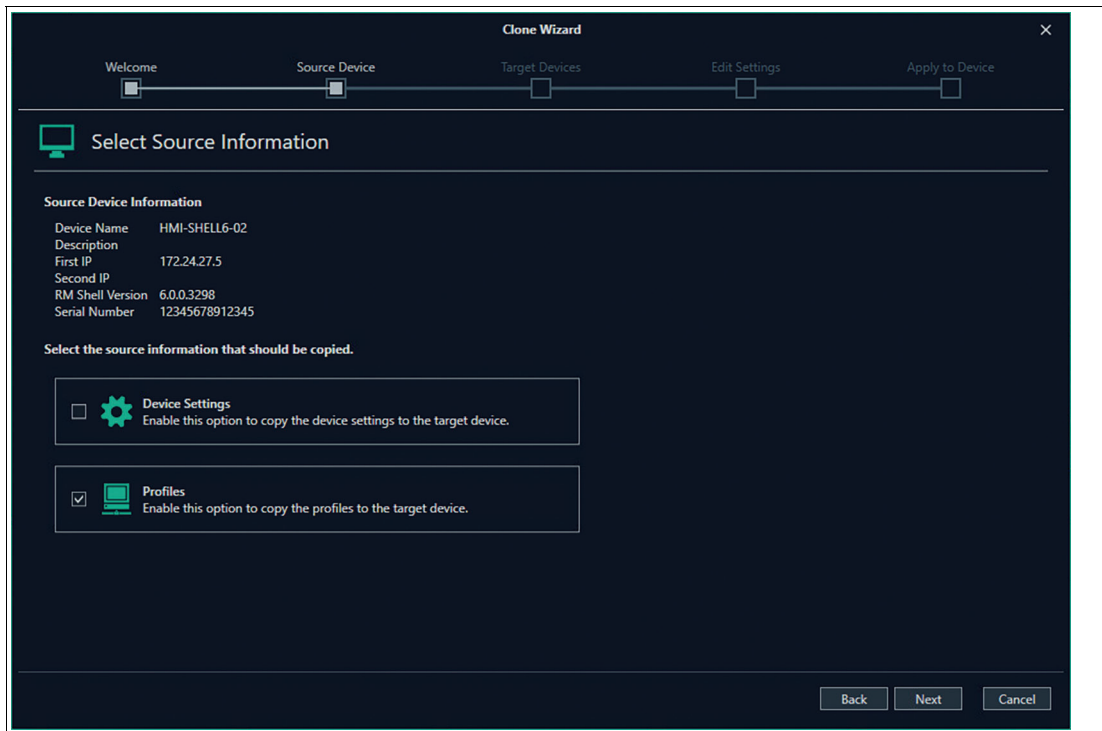 Clone Wizard
Welcome Source Device Target Devices Edit Settings Apply to Device
Select Source Information
Source Device Information
Device Name HMI-SHELL6-02
Description
First IP 172.24.27.5
Second IP
RM Shell Version 6.0.0.3298
Serial Number 12345678912345
Select the source information that should be copied.
Device Settings
Enable this option to copy the device settings to the target device.
Profiles
Enable this option to copy the profiles to the target device.
Back Next Cancel